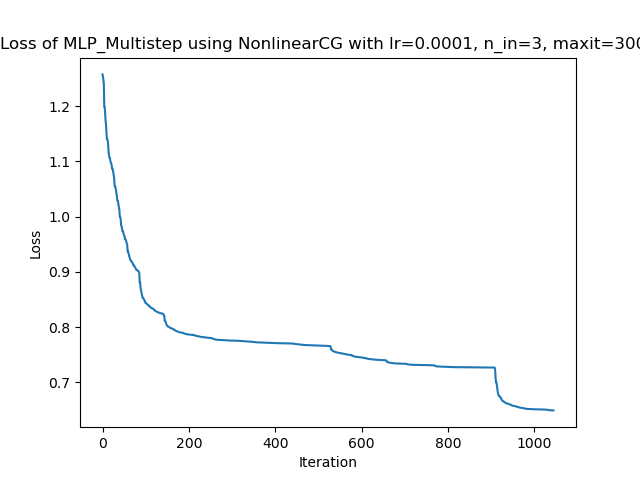 Loss of MLP_Multistep using NonlinearCG with lr=0.0001, n_in=3, maxit=300
1.2
1.1
1.0
0.9
0.8
0.7
Loss
0 200 400 600 800 1000
Iteration